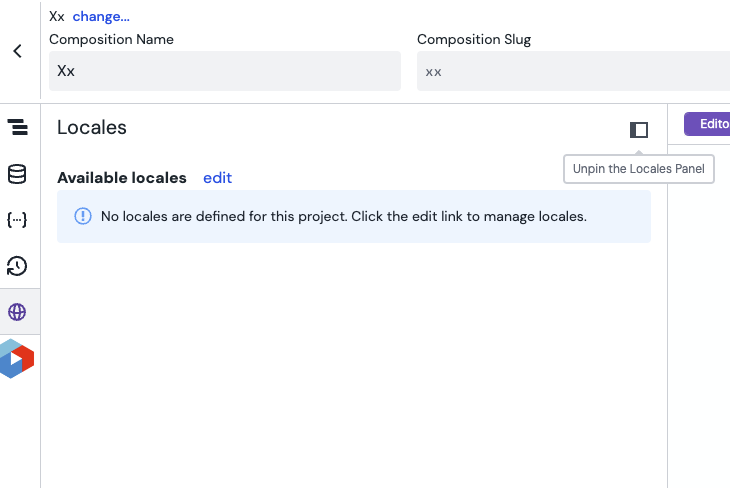 Xx change...
Composition Name
Composition Slug
Xx
xx
Locales
Edito
Unpin the Locales Panel
Available locales edit
No locales are defined for this project. Click the edit link to manage locales.